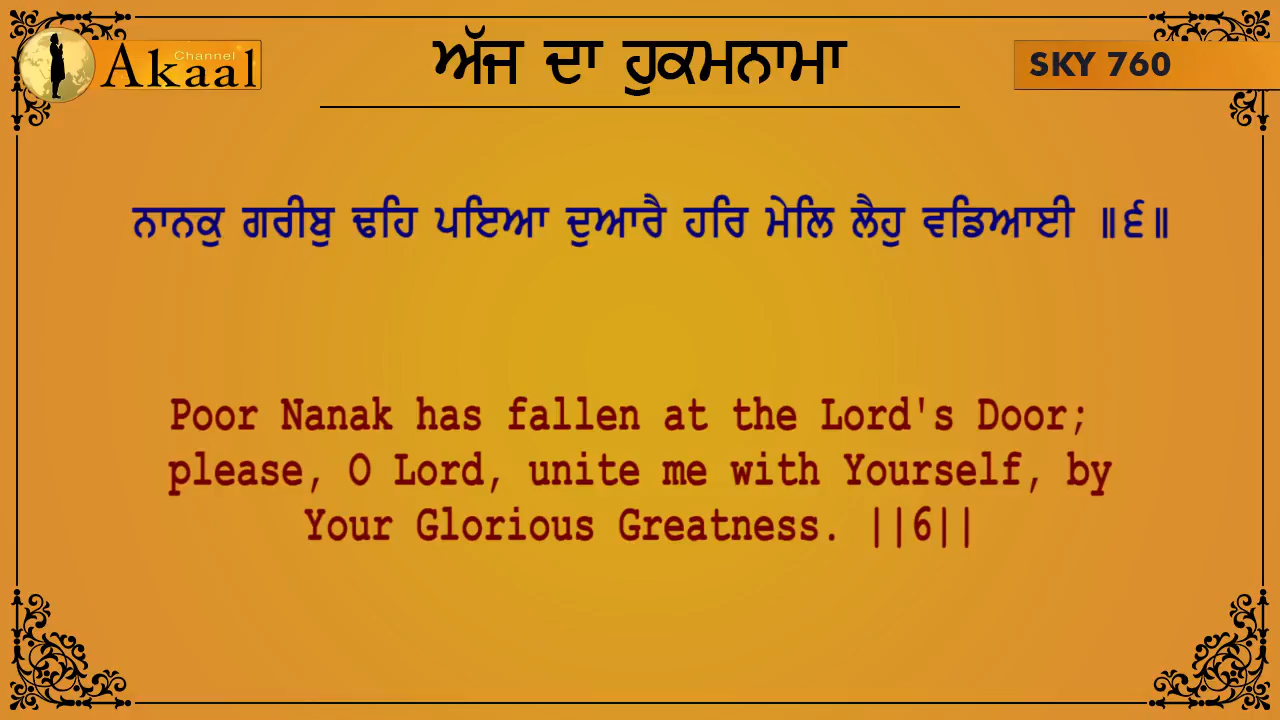 Akaal
Channel
ਅੱਜ ਦਾ ਹੁਕਮਨਾਮਾ
SKY 760
ਨਾਨਕੁ ਗਰੀਬੁ ਢਹਿ ਪਇਆ ਦੁਆਰੈ ਹਰਿ ਮੇਲਿ ਲੈਹੁ ਵਡਿਆਈ ॥੬॥
Poor Nanak has fallen at the Lord's Door;
please, O Lord, unite me with Yourself, by
Your Glorious Greatness. ||6||